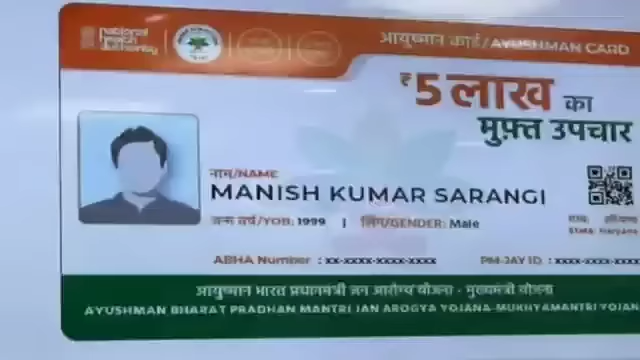 national health authority
आयुष्मान कार्ड/AYUSHMAN CARD
₹5 लाख का
मुफ़्त उपचार
नाम/NAME
MANISH KUMAR SARANGI
जन्म वर्ष/YOB: 1999 | लिंग/GENDER: Male
राज्य: हरियाणा
STATE: Haryana
ABHA Number : xx-xxxx-xxxx-xxxx
PM-JAY ID : xxxx-xxxx-xxxx
आयुष्मान भारत प्रधानमंत्री जन आरोग्य योजना - मुख्यमंत्री योजना
AYUSHMAN BHARAT PRADHAN MANTRI JAN AROGYA YOJANA-MUKHYAMANTRI YOJAN